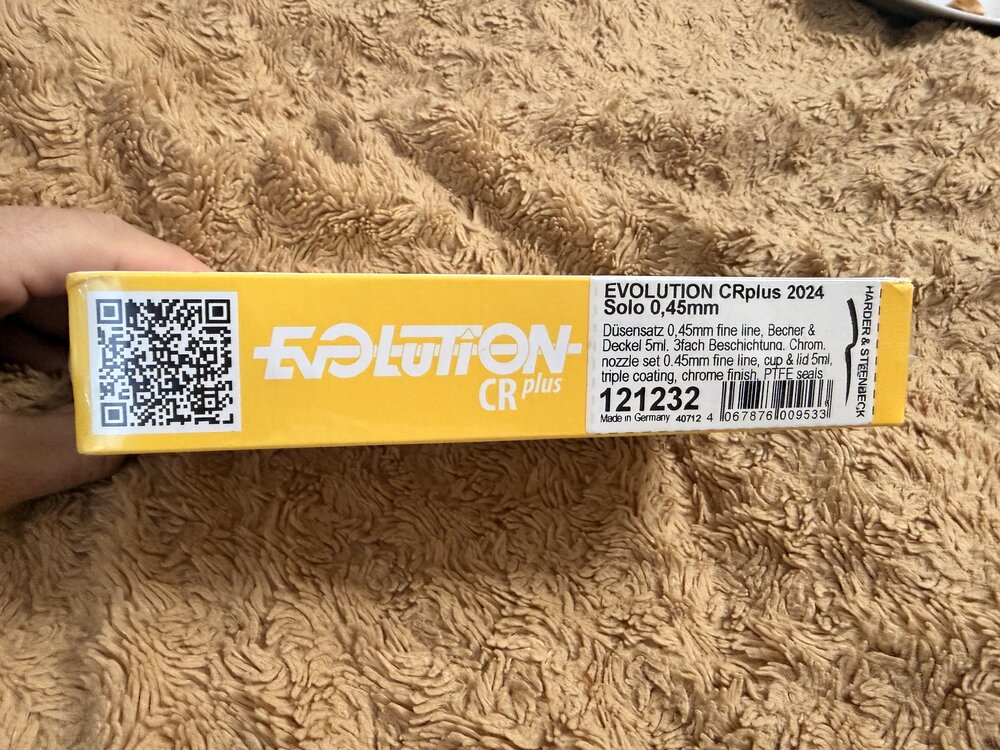 EVOLUTION
CR plus
EVOLUTION CRplus 2024
Solo 0,45mm
Düsensatz 0,45mm fine line, Becher &
Deckel 5ml, 3fach Beschichtung. Chrom.
nozzle set 0.45mm fine line, cup & lid 5ml,
triple coating, chrome finish, PTFE seals
121232
Made in Germany 40712 4 067876 009533
HARDER & STEENBECK